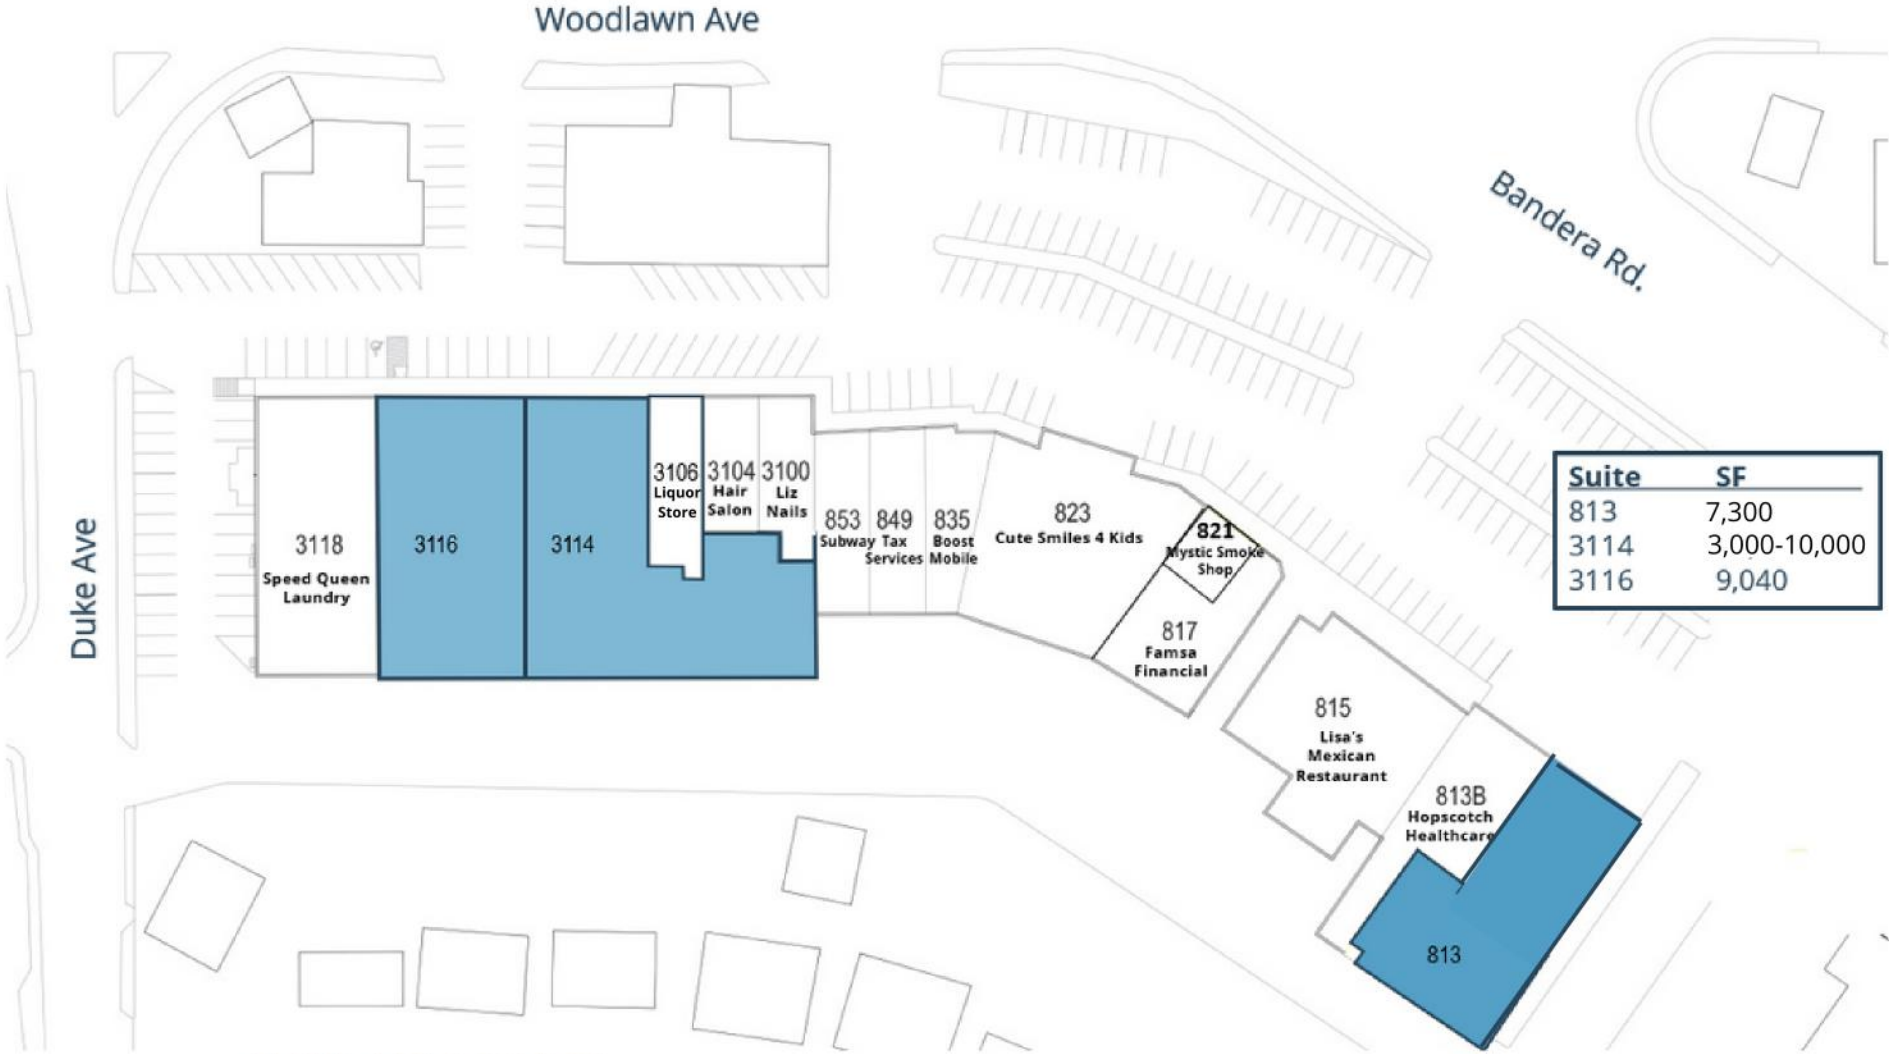 Woodlawn Ave
Bandera Rd.
Duke Ave
3118
Speed Queen
Laundry
3116
3114
3106
Liquor
Store
3104
Hair
Salon
3100
Liz
Nails
853
Subway
849
Tax
Services
835
Boost
Mobile
823
Cute Smiles 4 Kids
821
Mystic Smoke
Shop
817
Famsa
Financial
815
Lisa's
Mexican
Restaurant
813B
Hopscotch
Healthcare
813
Suite SF
813 7,300
3114 3,000-10,000
3116 9,040